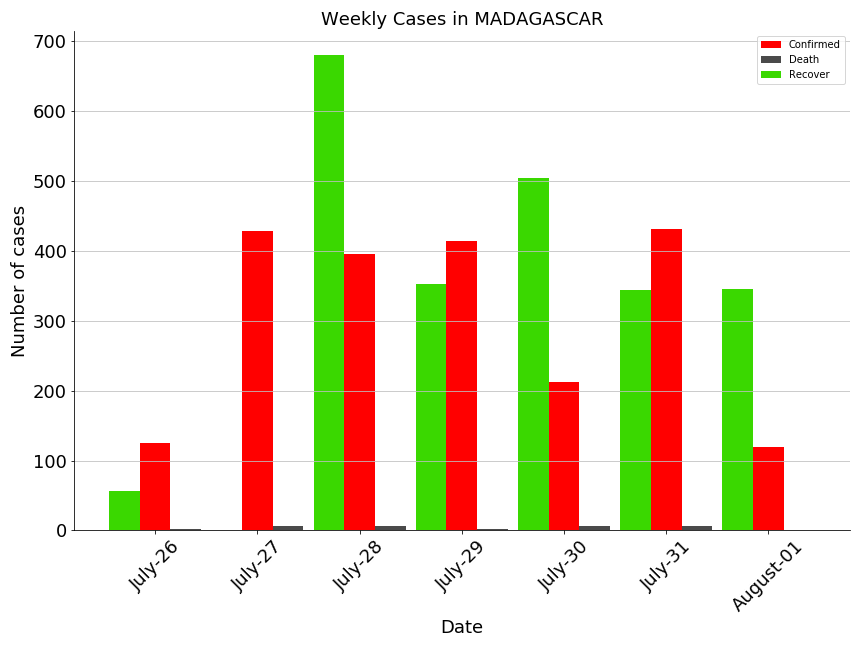 Weekly Cases in MADAGASCAR
Confirmed
Death
Recover
Number of cases
700
600
500
400
300
200
100
0
July-26
July-27
July-28
July-29
July-30
July-31
August-01
Date